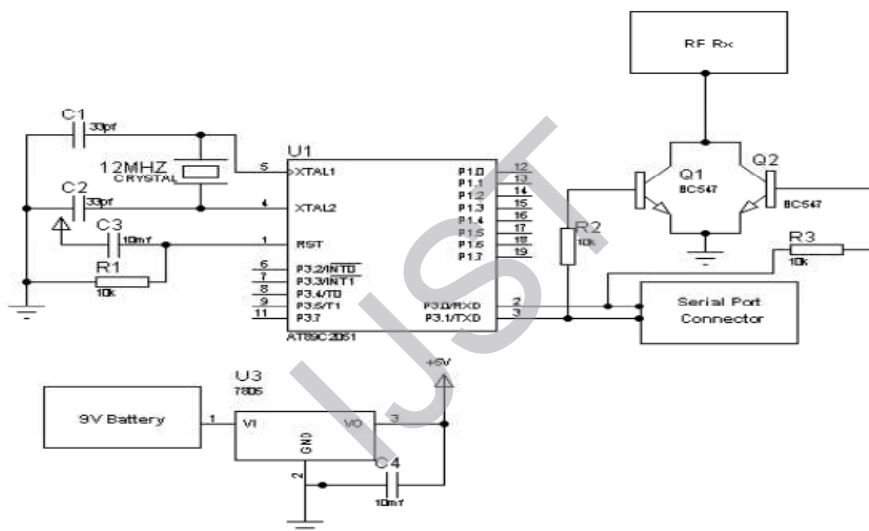 RF Rx
C1
33pf
12MHZ
CRYSTAL
C2
33pf
C3
10mf
R1
10k
U1
5
XTAL1
4
XTAL2
1
RST
6
P3.2/INT0
7
P3.3/INT1
8
P3.4/T0
9
P3.5/T1
11
P3.7
P1.0
12
P1.1
13
P1.2
14
P1.3
15
P1.4
16
P1.5
17
P1.6
18
P1.7
19
P3.0/RXD
2
P3.1/TXD
3
AT89C2051
Q1
BC547
Q2
BC547
R2
10k
R3
10k
Serial Port
Connector
IJST
+5V
U3
7805
9V Battery
1
VI
VO
3
GND
2
C4
10mf